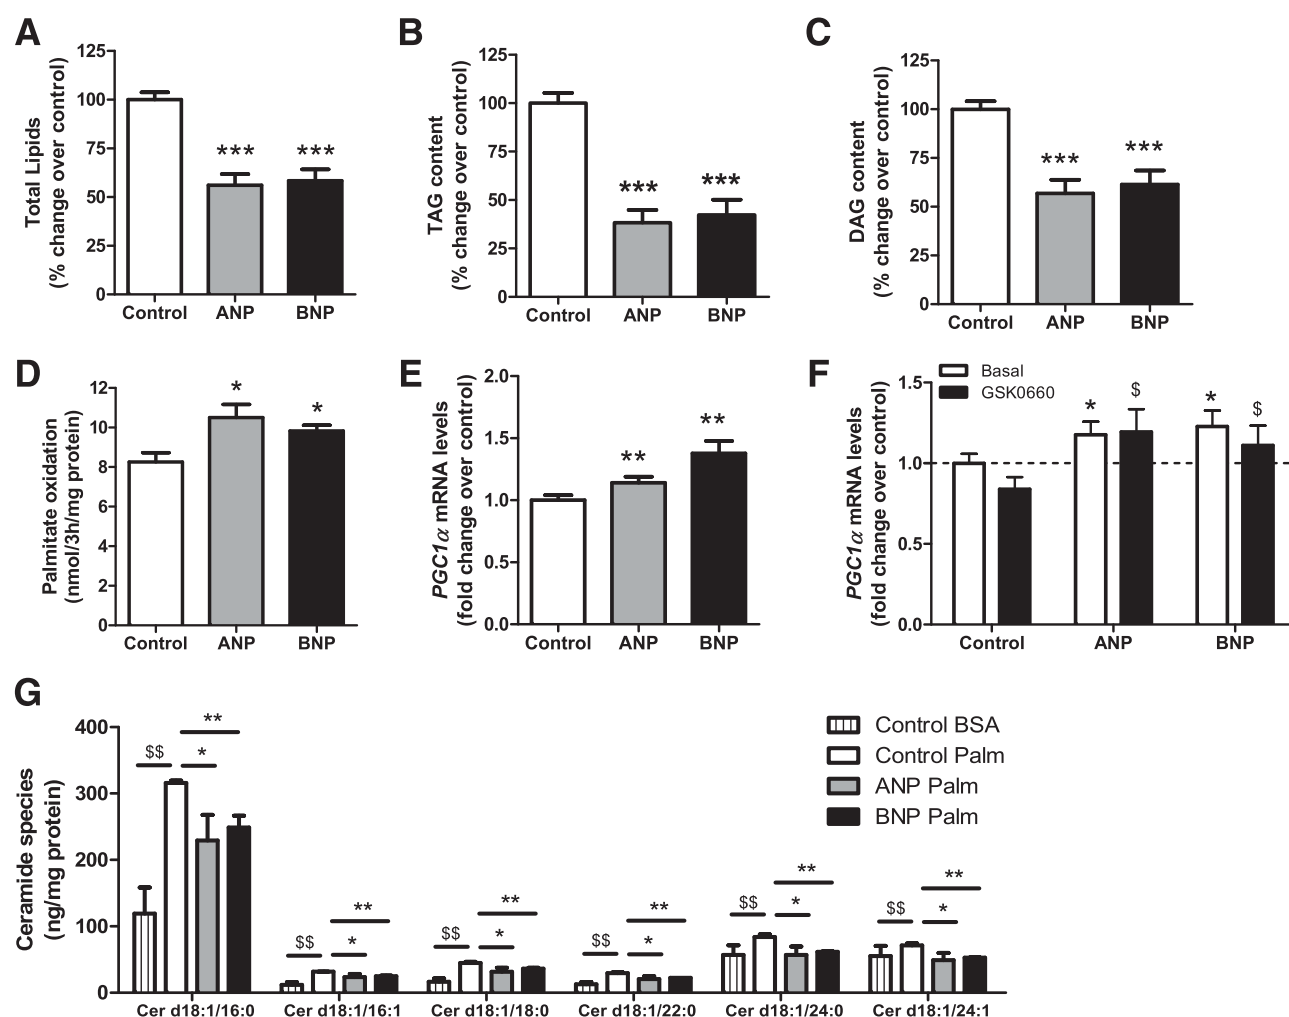 A
Total Lipids
(% change over control)
125
100
75
50
25
0
***
***
Control
ANP
BNP
B
TAG content
(% change over control)
125
100
75
50
25
0
***
***
Control
ANP
BNP
C
DAG content
(% change over control)
125
100
75
50
25
0
***
***
Control
ANP
BNP
D
Palmitate oxidation
(nmol/3h/mg protein)
12
10
8
6
4
2
0
*
*
Control
ANP
BNP
E
PGC1α mRNA levels
(fold change over control)
2.0
1.5
1.0
0.5
0.0
**
**
Control
ANP
BNP
F
Basal
GSK0660
PGC1α mRNA levels
(fold change over control)
1.5
1.0
0.5
0.0
*
$
*
$
Control
ANP
BNP
G
Ceramide species
(ng/mg protein)
400
300
200
100
0
$$
*
**
$$
*
**
$$
*
**
$$
*
**
$$
*
**
$$
*
**
Cer d18:1/16:0
Cer d18:1/16:1
Cer d18:1/18:0
Cer d18:1/22:0
Cer d18:1/24:0
Cer d18:1/24:1
Control BSA
Control Palm
ANP Palm
BNP Palm